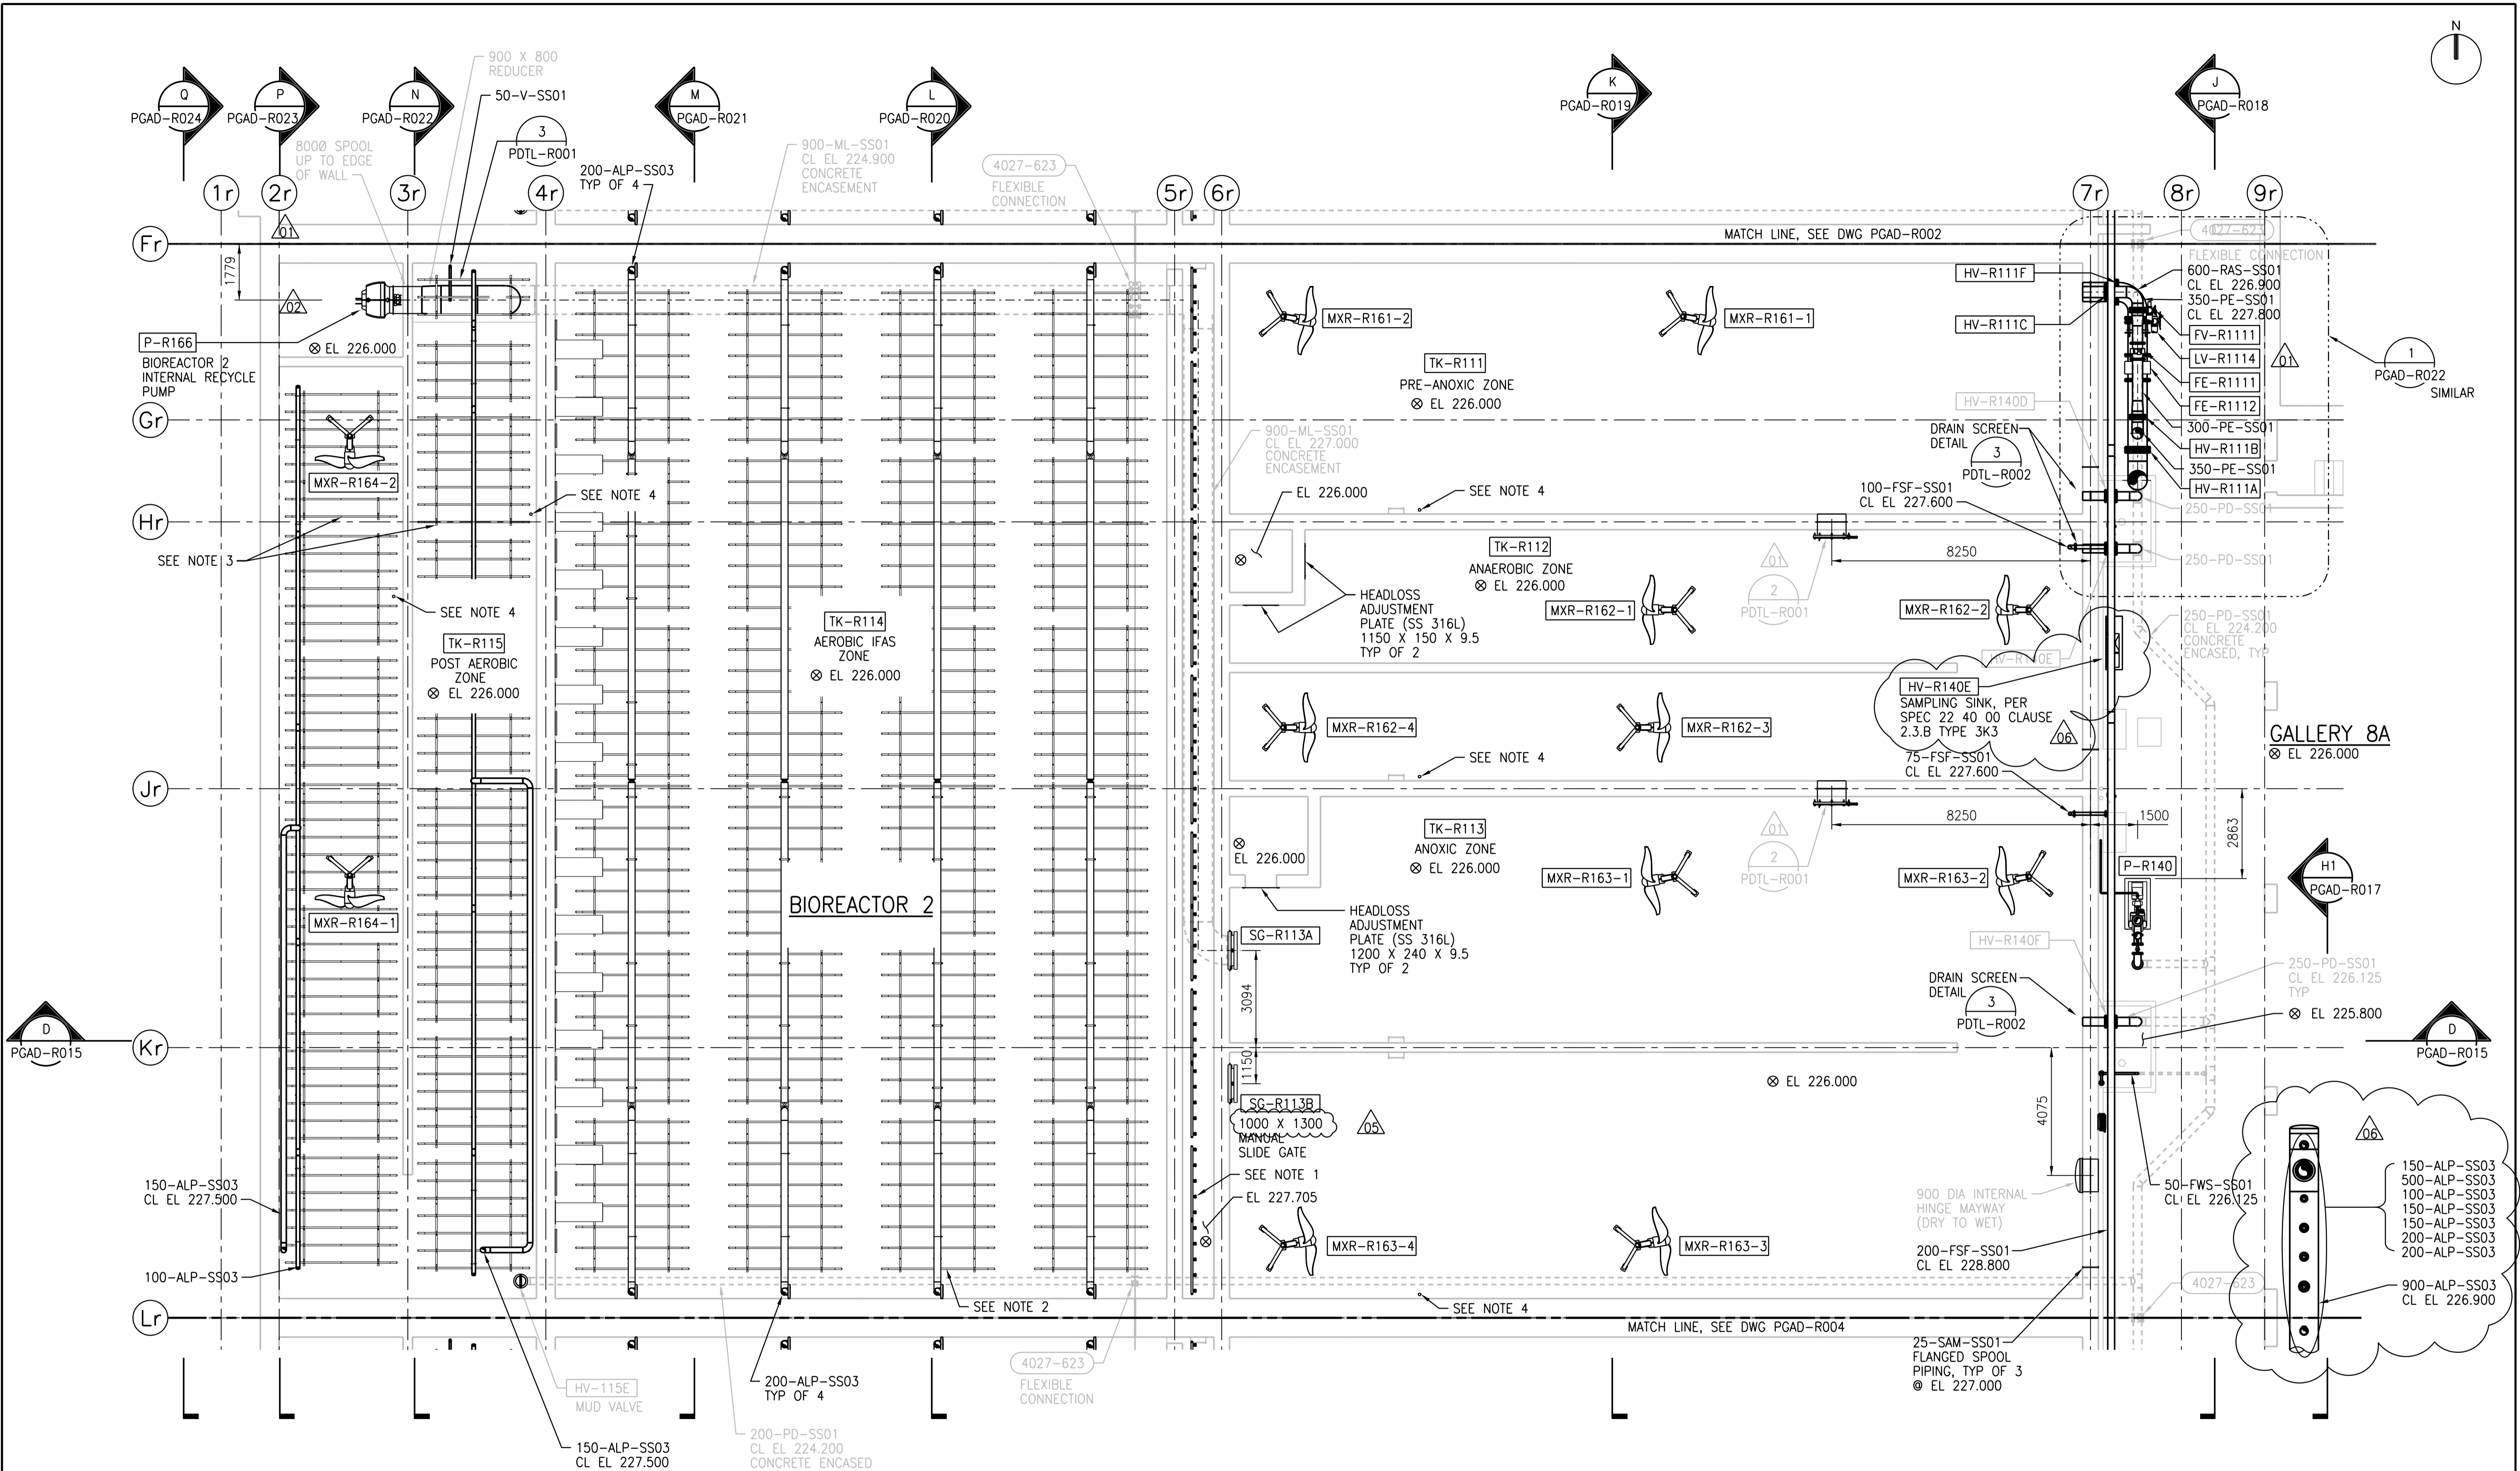 N
Q
PGAD-R024
P
PGAD-R023
N
PGAD-R022
M
PGAD-R021
L
PGAD-R020
K
PGAD-R019
J
PGAD-R018
900 X 800
REDUCER
50-V-SS01
3
PDTL-R001
800Ø SPOOL
UP TO EDGE
OF WALL
200-ALP-SS03
TYP OF 4
900-ML-SS01
CL EL 224.900
CONCRETE
ENCASEMENT
4027-623
FLEXIBLE
CONNECTION
1r
2r
3r
4r
5r
6r
7r
8r
9r
01
Fr
MATCH LINE, SEE DWG PGAD-R002
4027-623
FLEXIBLE CONNECTION
1779
02
P-R166
BIOREACTOR 2
INTERNAL RECYCLE
PUMP
EL 226.000
MXR-R161-2
MXR-R161-1
TK-R111
PRE-ANOXIC ZONE
EL 226.000
HV-R111F
HV-R111C
600-RAS-SS01
CL EL 226.900
350-PE-SS01
CL EL 227.800
FV-R1111
LV-R1114
FE-R1111
FE-R1112
300-PE-SS01
HV-R111B
350-PE-SS01
HV-R111A
01
1
PGAD-R022
SIMILAR
Gr
MXR-R164-2
HV-R140D
DRAIN SCREEN
DETAIL
3
PDTL-R002
900-ML-SS01
CL EL 227.000
CONCRETE
ENCASEMENT
EL 226.000
SEE NOTE 4
SEE NOTE 4
100-FSF-SS01
CL EL 227.600
250-PD-SS01
Hr
SEE NOTE 3
TK-R112
ANAEROBIC ZONE
EL 226.000
01
2
PDTL-R001
8250
250-PD-SS01
SEE NOTE 4
HEADLOSS
ADJUSTMENT
PLATE (SS 316L)
1150 X 150 X 9.5
TYP OF 2
MXR-R162-1
MXR-R162-2
TK-R115
POST AEROBIC
ZONE
EL 226.000
TK-R114
AEROBIC IFAS
ZONE
EL 226.000
250-PD-SS01
CL EL 224.200
CONCRETE
ENCASED, TYP
HV-R140E
HV-R140E
SAMPLING SINK, PER
SPEC 22 40 00 CLAUSE
2.3.B TYPE 3K3
06
MXR-R162-4
MXR-R162-3
SEE NOTE 4
GALLERY 8A
EL 226.000
75-FSF-SS01
CL EL 227.600
Jr
8250
1500
2863
EL 226.000
TK-R113
ANOXIC ZONE
EL 226.000
01
2
PDTL-R001
MXR-R163-1
MXR-R163-2
P-R140
H1
PGAD-R017
MXR-R164-1
BIOREACTOR 2
HEADLOSS
ADJUSTMENT
PLATE (SS 316L)
1200 X 240 X 9.5
TYP OF 2
SG-R113A
3094
HV-R140F
DRAIN SCREEN
DETAIL
3
PDTL-R002
250-PD-SS01
CL EL 226.125
TYP
EL 225.800
D
PGAD-R015
Kr
D
PGAD-R015
1150
EL 226.000
4075
SG-R113B
1000 X 1300
MANUAL
SLIDE GATE
05
06
SEE NOTE 1
EL 227.705
150-ALP-SS03
CL EL 227.500
50-FWS-SS01
CL EL 226.125
900 DIA INTERNAL
HINGE MAYWAY
(DRY TO WET)
150-ALP-SS03
500-ALP-SS03
100-ALP-SS03
150-ALP-SS03
150-ALP-SS03
200-ALP-SS03
200-ALP-SS03
MXR-R163-4
MXR-R163-3
200-FSF-SS01
CL EL 228.800
100-ALP-SS03
4027-623
900-ALP-SS03
CL EL 226.900
SEE NOTE 2
SEE NOTE 4
Lr
MATCH LINE, SEE DWG PGAD-R004
25-SAM-SS01
FLANGED SPOOL
PIPING, TYP OF 3
@ EL 227.000
HV-115E
MUD VALVE
200-ALP-SS03
TYP OF 4
4027-623
FLEXIBLE
CONNECTION
150-ALP-SS03
CL EL 227.500
200-PD-SS01
CL EL 224.200
CONCRETE ENCASED